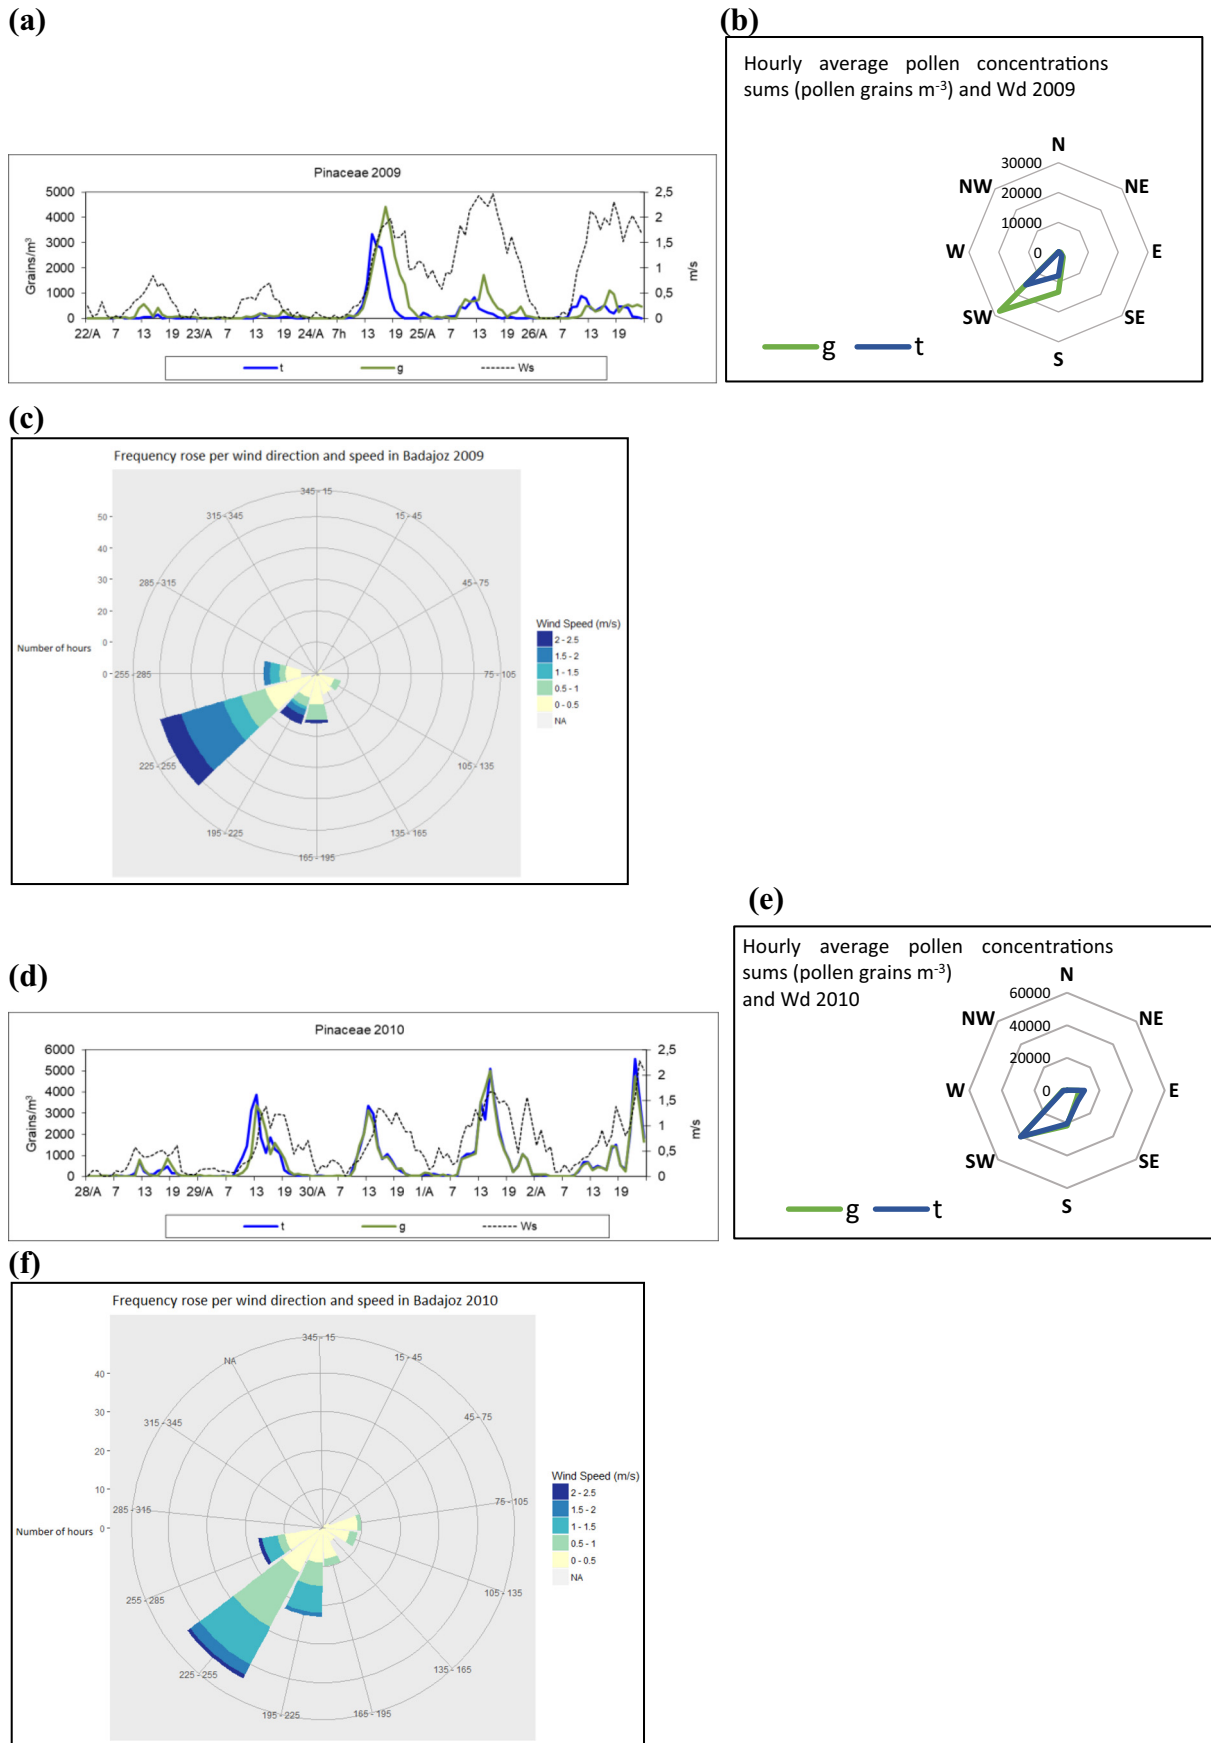 (a)
Pinaceae 2009
5000
4000
3000
2000
1000
0
Grains/m³
2,5
2
1,5
1
0,5
0
m/s
22/A 7 13 19 23/A 7 13 19 24/A 7h 13 19 25/A 7 13 19 26/A 7 13 19
t g Ws
(b)
Hourly average pollen concentrations
sums (pollen grains m⁻³) and Wd 2009
N
NE
E
SE
S
SW
W
NW
30000
20000
10000
0
g t
(c)
Frequency rose per wind direction and speed in Badajoz 2009
345 - 15
15 - 45
45 - 75
75 - 105
105 - 135
135 - 165
165 - 195
195 - 225
225 - 255
255 - 285
285 - 315
315 - 345
50
40
30
20
0
0
Number of hours
Wind Speed (m/s)
2 - 2.5
1.5 - 2
1 - 1.5
0.5 - 1
0 - 0.5
NA
(d)
Pinaceae 2010
6000
5000
4000
3000
2000
1000
0
Grains/m³
2,5
2
1,5
1
0,5
0
m/s
28/A 7 13 19 29/A 7 13 19 30/A 7 13 19 1/A 7 13 19 2/A 7 13 19
t g Ws
(e)
Hourly average pollen concentrations
sums (pollen grains m⁻³)
and Wd 2010
N
NE
E
SE
S
SW
W
NW
60000
40000
20000
0
g t
(f)
Frequency rose per wind direction and speed in Badajoz 2010
345 - 15
15 - 45
45 - 75
75 - 105
105 - 135
135 - 165
165 - 195
195 - 225
225 - 255
255 - 285
285 - 315
315 - 345
NA
40
30
20
10
0
Number of hours
Wind Speed (m/s)
2 - 2.5
1.5 - 2
1 - 1.5
0.5 - 1
0 - 0.5
NA